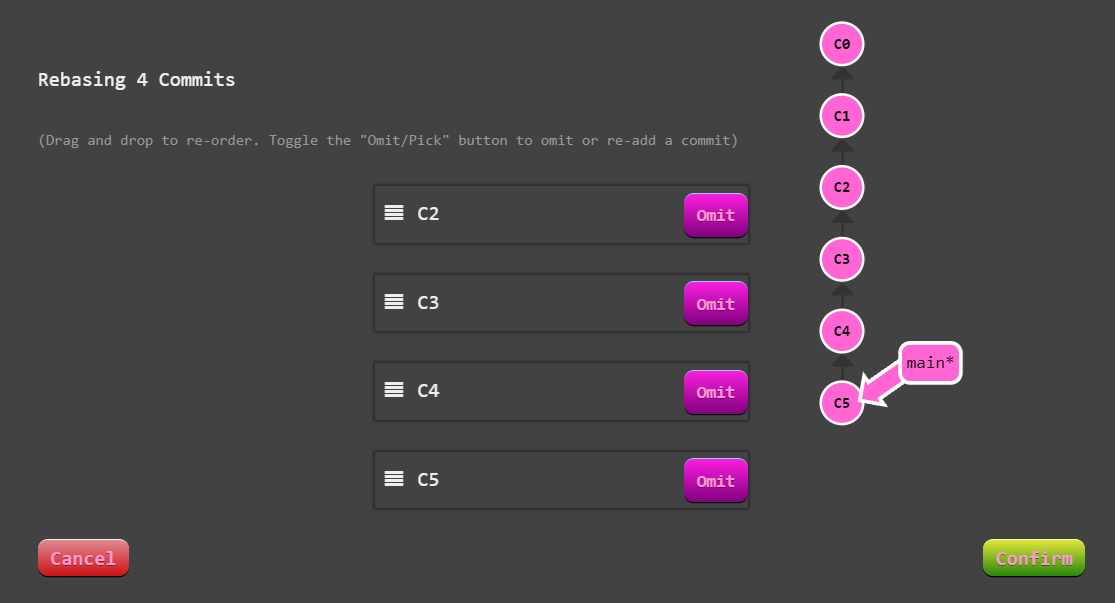 Rebasing 4 Commits
(Drag and drop to re-order. Toggle the "Omit/Pick" button to omit or re-add a commit)
C2 Omit
C3 Omit
C4 Omit
C5 Omit
Cancel
Confirm
C0
C1
C2
C3
C4
main*
C5